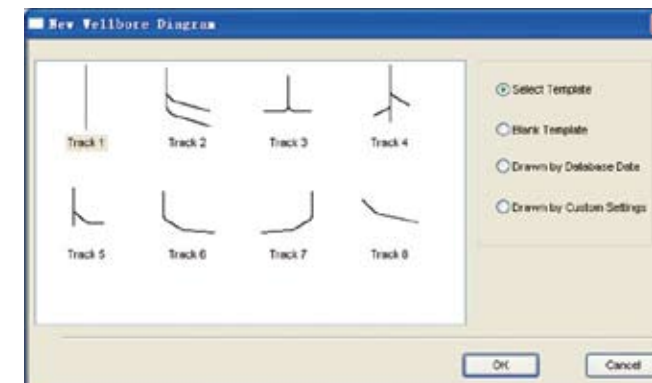 New Wellbore Diagram
Track 1 Track 2 Track 3 Track 4
Track 5 Track 6 Track 7 Track 8
Select Template
Blank Template
Drawn by Database Date
Drawn by Custom Settings
OK Cancel